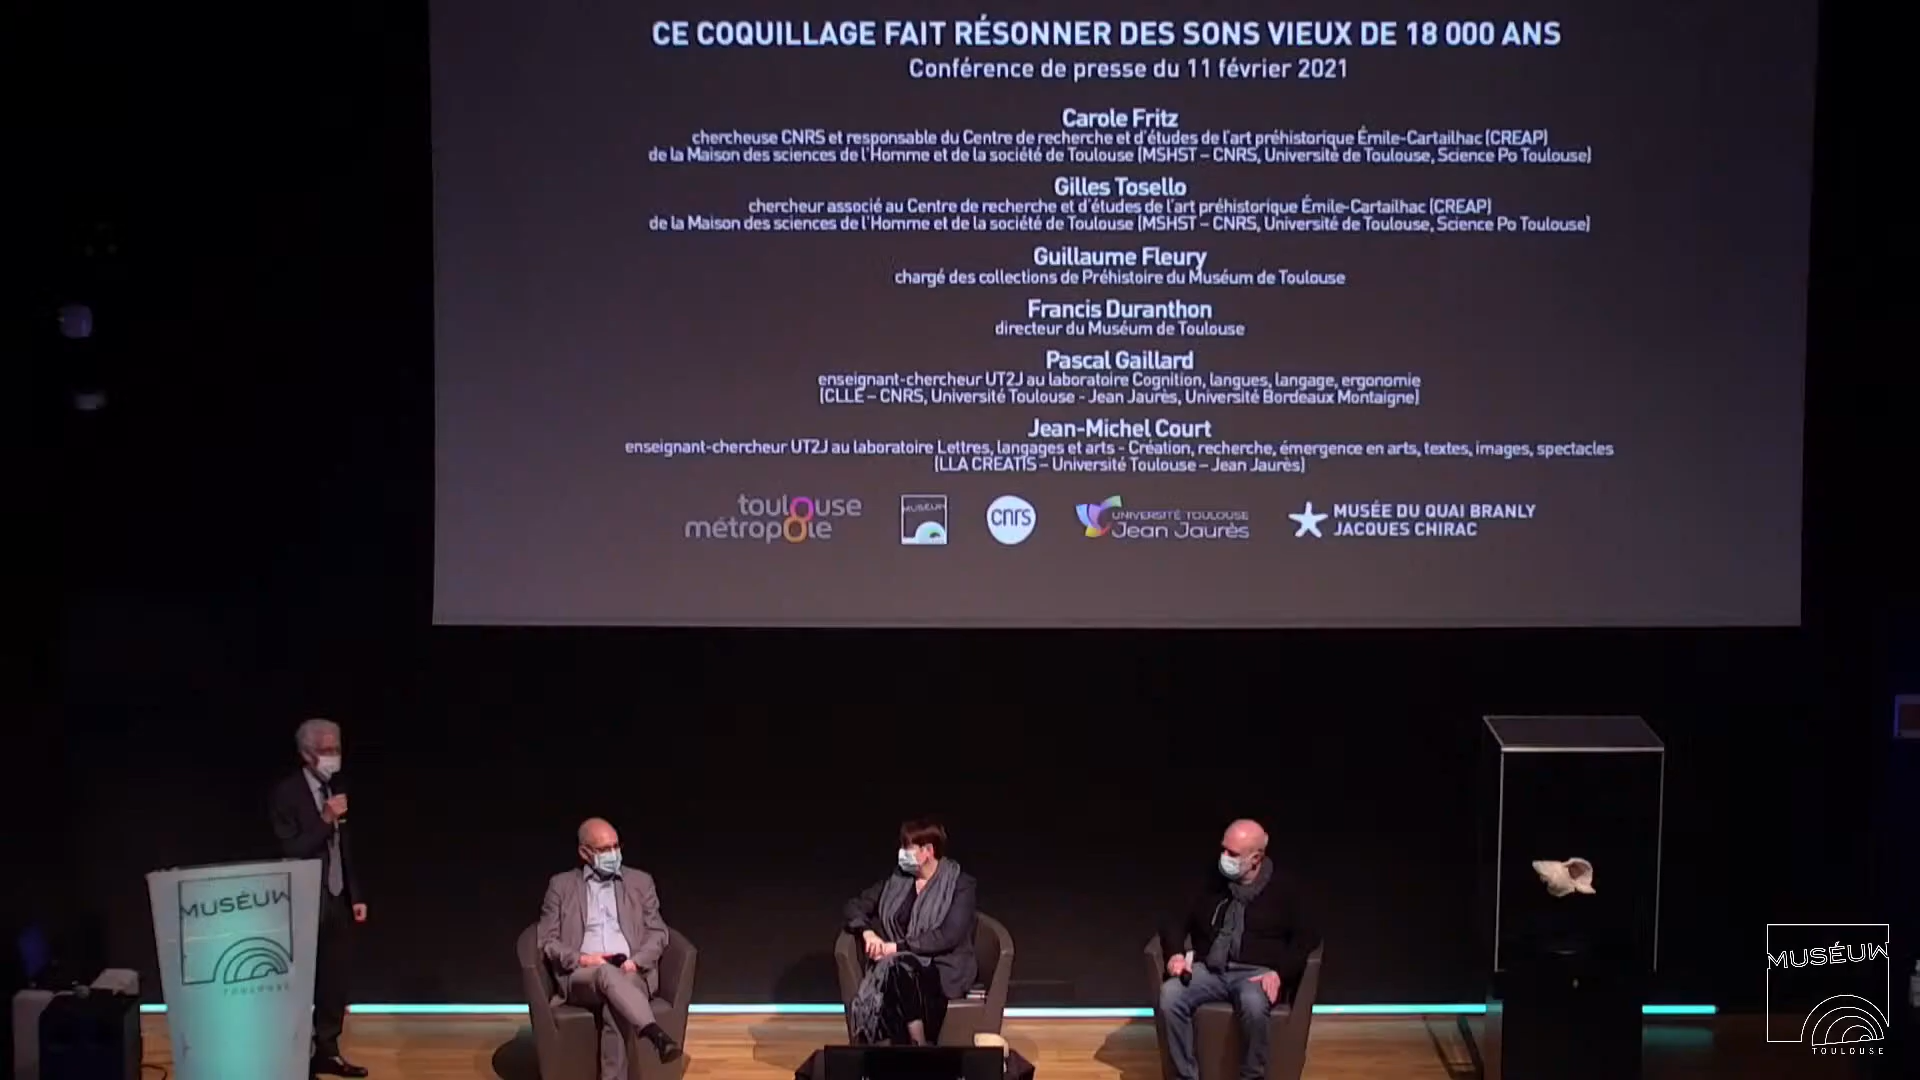 CE COQUILLAGE FAIT RÉSONNER DES SONS VIEUX DE 18 000 ANS
Conférence de presse du 11 février 2021
Carole Fritz
chercheuse CNRS et responsable du Centre de recherche et d'études de l'art préhistorique Émile-Cartailhac (CREAP)
de la Maison des sciences de l'Homme et de la société de Toulouse (MSHST – CNRS, Université de Toulouse, Science Po Toulouse)
Gilles Tosello
chercheur associé au Centre de recherche et d'études de l'art préhistorique Émile-Cartailhac (CREAP)
de la Maison des sciences de l'Homme et de la société de Toulouse (MSHST – CNRS, Université de Toulouse, Science Po Toulouse)
Guillaume Fleury
chargé des collections de Préhistoire du Muséum de Toulouse
Francis Duranthon
directeur du Muséum de Toulouse
Pascal Gaillard
enseignant-chercheur UT2J au laboratoire Cognition, langues, langage, ergonomie
(CLLE – CNRS, Université Toulouse - Jean Jaurès, Université Bordeaux Montaigne)
Jean-Michel Court
enseignant-chercheur UT2J au laboratoire Lettres, langages et arts - Création, recherche, émergence en arts, textes, images, spectacles
(LLA CREATIS – Université Toulouse – Jean Jaurès)
toulouse
métropole
MUSÉUM
cnrs
UNIVERSITÉ TOULOUSE
Jean Jaurès
MUSÉE DU QUAI BRANLY
JACQUES CHIRAC
MUSÉUM
TOULOUSE
MUSÉUM
TOULOUSE